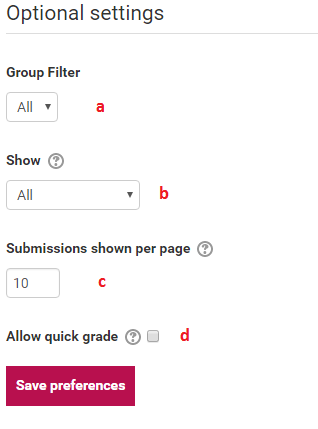 Optional settings
Group Filter
All a
Show ?
All b
Submissions shown per page ?
10 c
Allow quick grade ? d
Save preferences